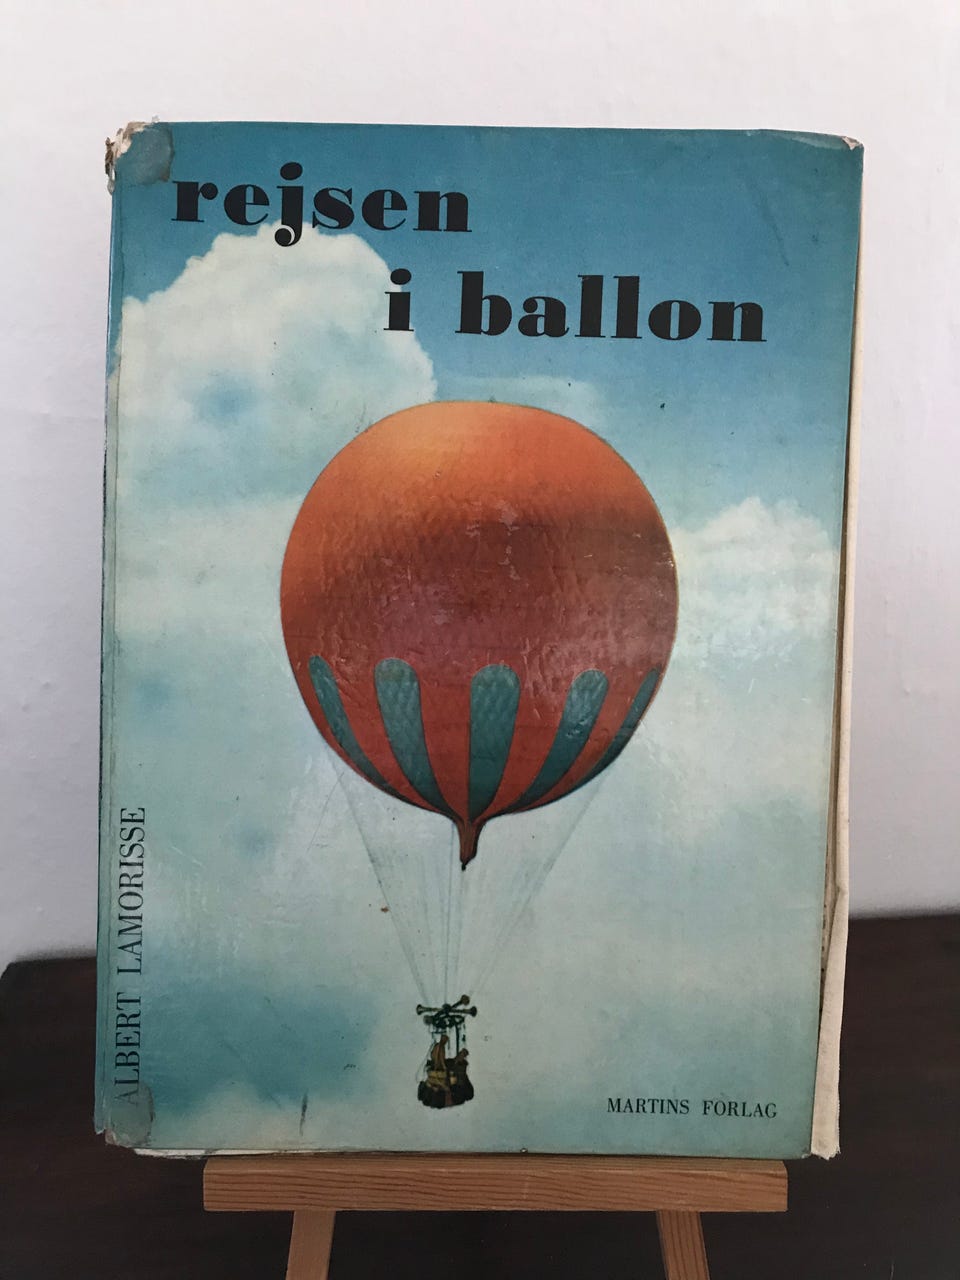 rejsen
i ballon
ALBERT LAMORISSE
MARTINS FORLAG